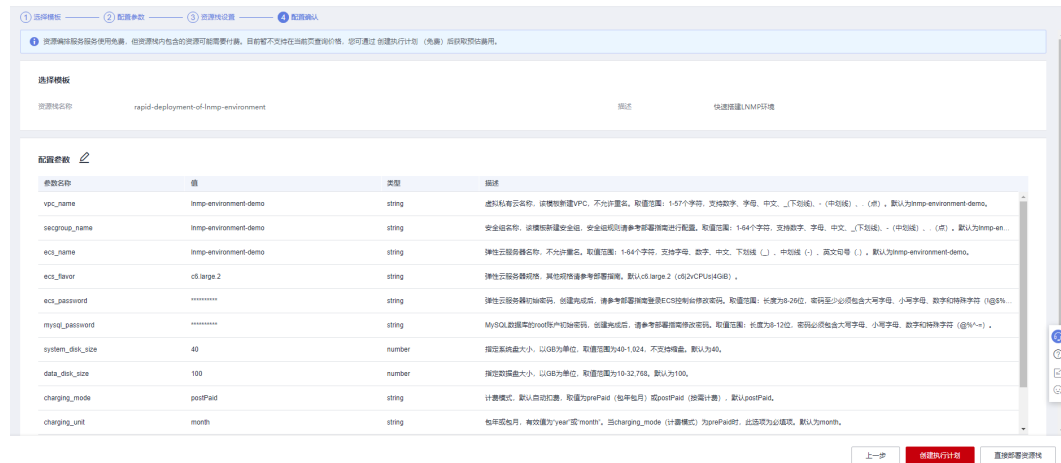 1 选择模板 2 配置参数 3 资源栈设置 4 配置确认
资源编排服务服务使用免费，但资源栈内包含的资源可能需要付费。目前暂不支持在当前页查询价格，您可通过 创建执行计划 （免费）后获取预估费用。
选择模板
资源栈名称 rapid-deployment-of-lnmp-environment 描述 快速搭建LNMP环境
配置参数
参数名称 值 类型 描述
vpc_name lnmp-environment-demo string 虚拟私有云名称，该模板新建VPC，不允许重名。取值范围：1-57个字符，支持数字、字母、中文、_(下划线)、-（中划线）、.（点）。默认为lnmp-environment-demo。
secgroup_name lnmp-environment-demo string 安全组名称，该模板新建安全组，安全组规则请参考部署指南进行配置。取值范围：1-64个字符，支持数字、字母、中文、_(下划线)、-（中划线）、.（点）。默认为lnmp-en...
ecs_name lnmp-environment-demo string 弹性云服务器名称，不允许重名。取值范围：1-64个字符，支持字母、数字、中文、下划线（_）、中划线（-）、英文句号（.）。默认为lnmp-environment-demo。
ecs_flavor c6.large.2 string 弹性云服务器规格，其他规格请参考部署指南。默认c6.large.2（c6|2vCPUs|4GiB）。
ecs_password ********** string 弹性云服务器初始密码，创建完成后，请参考部署指南登录ECS控制台修改密码。取值范围：长度为8-26位，密码至少必须包含大写字母、小写字母、数字和特殊字符（!@$%...
mysql_password ********** string MySQL数据库的root账户初始密码，创建完成后，请参考部署指南修改密码。取值范围：长度为8-12位，密码必须包含大写字母、小写字母、数字和特殊字符（@%^-=）。
system_disk_size 40 number 指定系统盘大小，以GB为单位，取值范围为40-1,024，不支持缩盘。默认为40。
data_disk_size 100 number 指定数据盘大小，以GB为单位，取值范围为10-32,768。默认为100。
charging_mode postPaid string 计费模式，默认自动扣费，取值为prePaid（包年包月）或postPaid（按需计费），默认postPaid。
charging_unit month string 包年或包月，有效值为“year”或“month”。当charging_mode（计费模式）为prePaid时，此选项为必填项。默认为month。
上一步 创建执行计划 直接部署资源栈